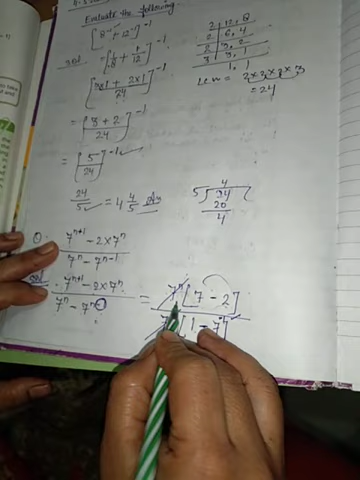 Evaluate the following.
[8⁻¹ + 12⁻¹]⁻¹
Sol = [1/8 + 1/12]⁻¹
[3×1 + 2×1 / 24]⁻¹
= [3 + 2 / 24]⁻¹
= [5/24]⁻¹
24/5 = 4 4/5 Ans
2 | 12, 8
2 | 6, 4
2 | 3, 2
3 | 3, 1
1, 1
LCM = 2×2×2×3
= 24
4
5) 24 (
20
4
Q. 7ⁿ⁺¹ − 2×7ⁿ / 7ⁿ − 7ⁿ⁻¹
Sol. 7ⁿ⁺¹ − 2×7ⁿ / 7ⁿ − 7ⁿ⁻¹ = 7ⁿ[7 − 2] / [1 − 7]